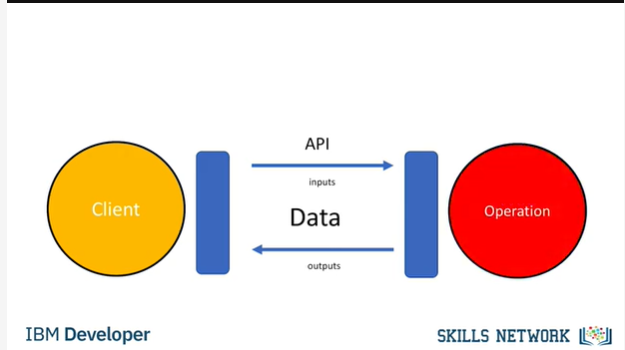 API
inputs
Client
Data
Operation
outputs
IBM Developer
SKILLS NETWORK